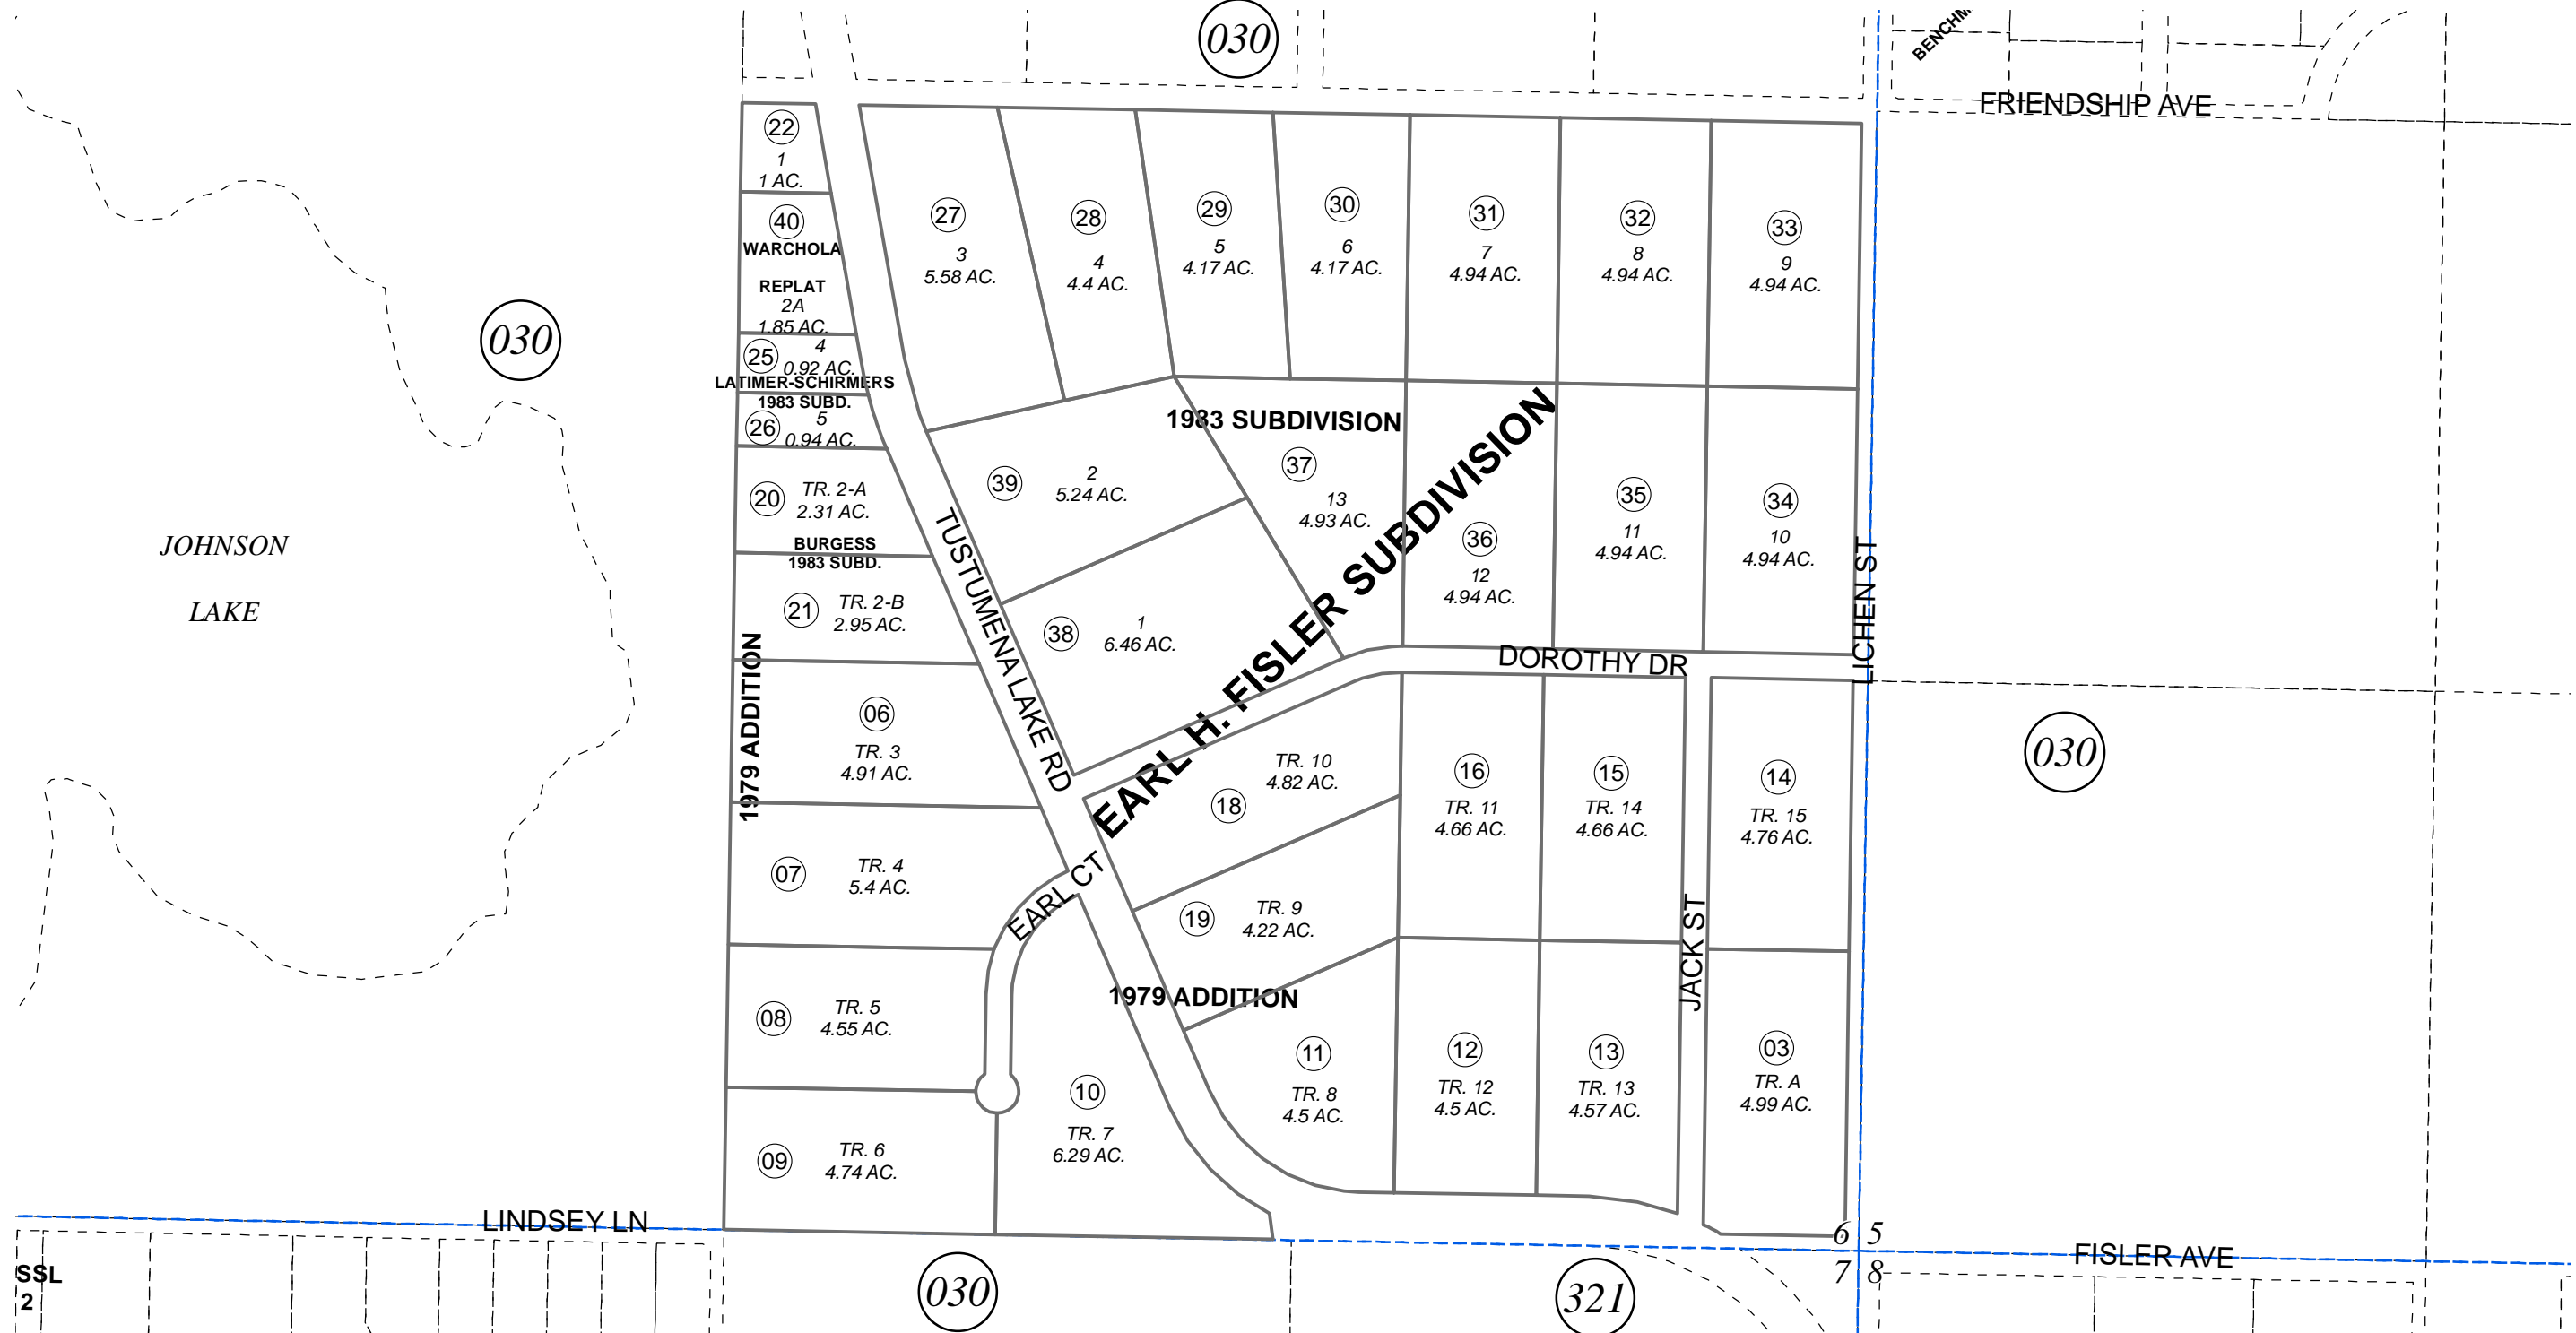 030
BENCHM
FRIENDSHIP AVE
22
1
1 AC.
40
WARCHOLA
REPLAT
2A
1.85 AC.
25
4
0.92 AC.
LATIMER-SCHIRMERS
1983 SUBD.
26
5
0.94 AC.
20
TR. 2-A
2.31 AC.
BURGESS
1983 SUBD.
21
TR. 2-B
2.95 AC.
27
3
5.58 AC.
28
4
4.4 AC.
29
5
4.17 AC.
30
6
4.17 AC.
31
7
4.94 AC.
32
8
4.94 AC.
33
9
4.94 AC.
030
JOHNSON
LAKE
1983 SUBDIVISION
39
2
5.24 AC.
37
13
4.93 AC.
36
12
4.94 AC.
35
11
4.94 AC.
34
10
4.94 AC.
38
1
6.46 AC.
EARL H. FISLER SUBDIVISION
TUSTUMENA LAKE RD
DOROTHY DR
LICHEN ST
1979 ADDITION
06
TR. 3
4.91 AC.
07
TR. 4
5.4 AC.
EARL CT
18
TR. 10
4.82 AC.
16
TR. 11
4.66 AC.
15
TR. 14
4.66 AC.
14
TR. 15
4.76 AC.
030
19
TR. 9
4.22 AC.
JACK ST
1979 ADDITION
08
TR. 5
4.55 AC.
09
TR. 6
4.74 AC.
10
TR. 7
6.29 AC.
11
TR. 8
4.5 AC.
12
TR. 12
4.5 AC.
13
TR. 13
4.57 AC.
03
TR. A
4.99 AC.
LINDSEY LN
6 5
7 8
FISLER AVE
SSL
2
030
321